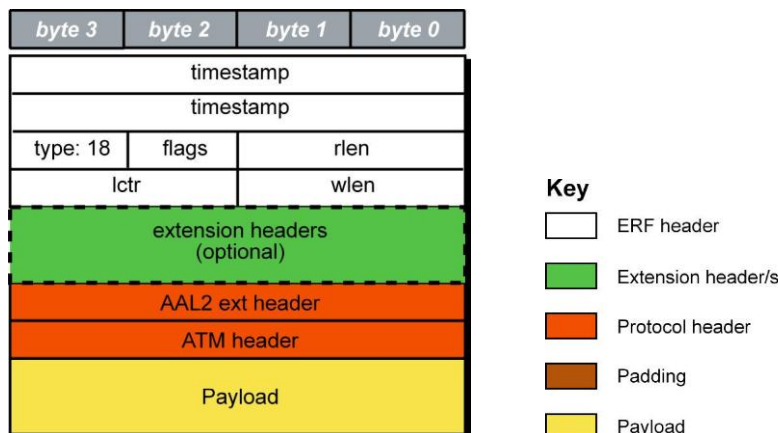 byte 3 byte 2 byte 1 byte 0
timestamp
timestamp
type: 18 flags rlen
lctr wlen
extension headers
(optional)
AAL2 ext header
ATM header
Payload
Key
ERF header
Extension header/s
Protocol header
Padding
Payload